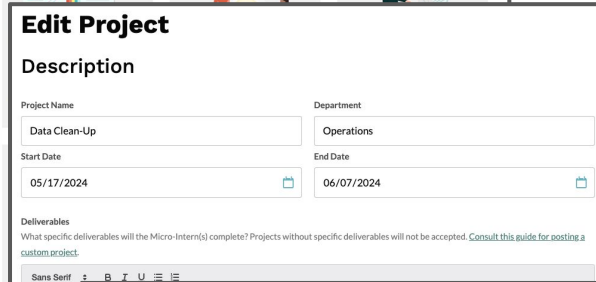 Edit Project
Description
Project Name Department
Data Clean-Up Operations
Start Date End Date
05/17/2024 06/07/2024
Deliverables
What specific deliverables will the Micro-Intern(s) complete? Projects without specific deliverables will not be accepted. Consult this guide for posting a
custom project.
Sans Serif B I U